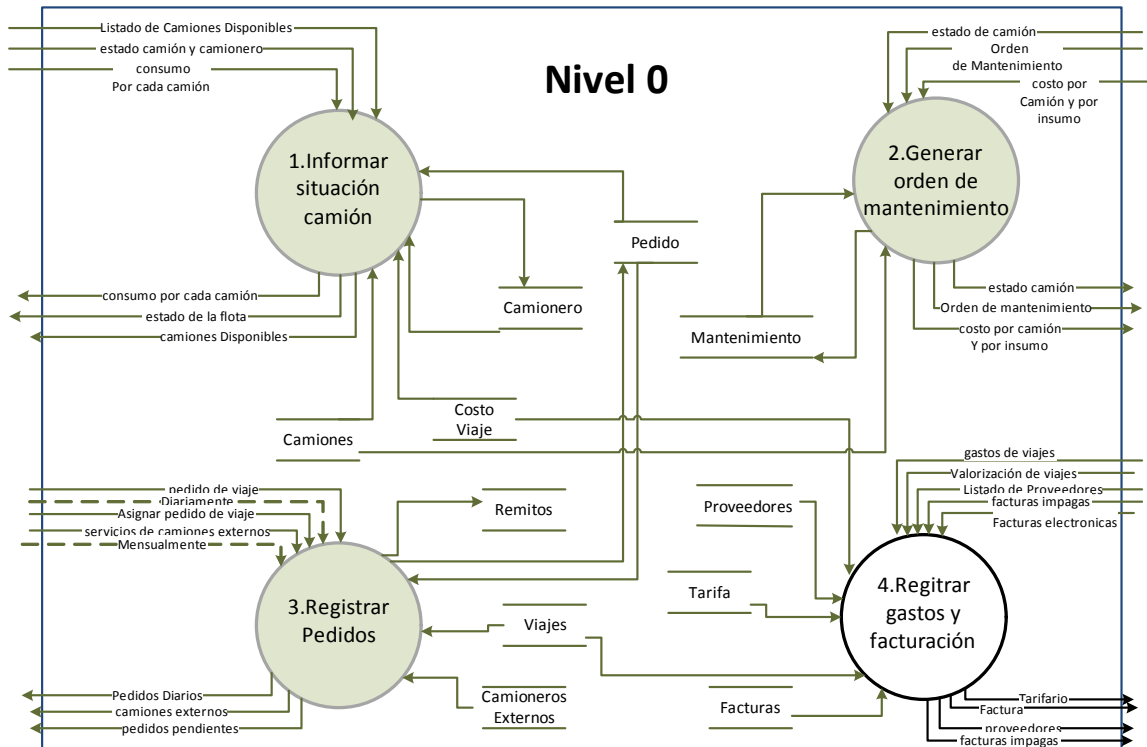 Listado de Camiones Disponibles
estado camión y camionero
consumo
Por cada camión
Nivel 0
estado de camión
Orden
de Mantenimiento
costo por
Camión y por
insumo
1.Informar
situación
camión
2.Generar
orden de
mantenimiento
Pedido
Camionero
Mantenimiento
consumo por cada camión
estado de la flota
camiones Disponibles
estado camión
Orden de mantenimiento
costo por camión
Y por insumo
Camiones
Costo
Viaje
pedido de viaje
Diariamente
Asignar pedido de viaje
servicios de camiones externos
Mensualmente
Remitos
Proveedores
gastos de viajes
Valorización de viajes
Listado de Proveedores
facturas impagas
Facturas electronicas
3.Registrar
Pedidos
Viajes
Tarifa
4.Regitrar
gastos y
facturación
Camioneros
Externos
Facturas
Pedidos Diarios
camiones externos
pedidos pendientes
Tarifario
Factura
proveedores
facturas impagas